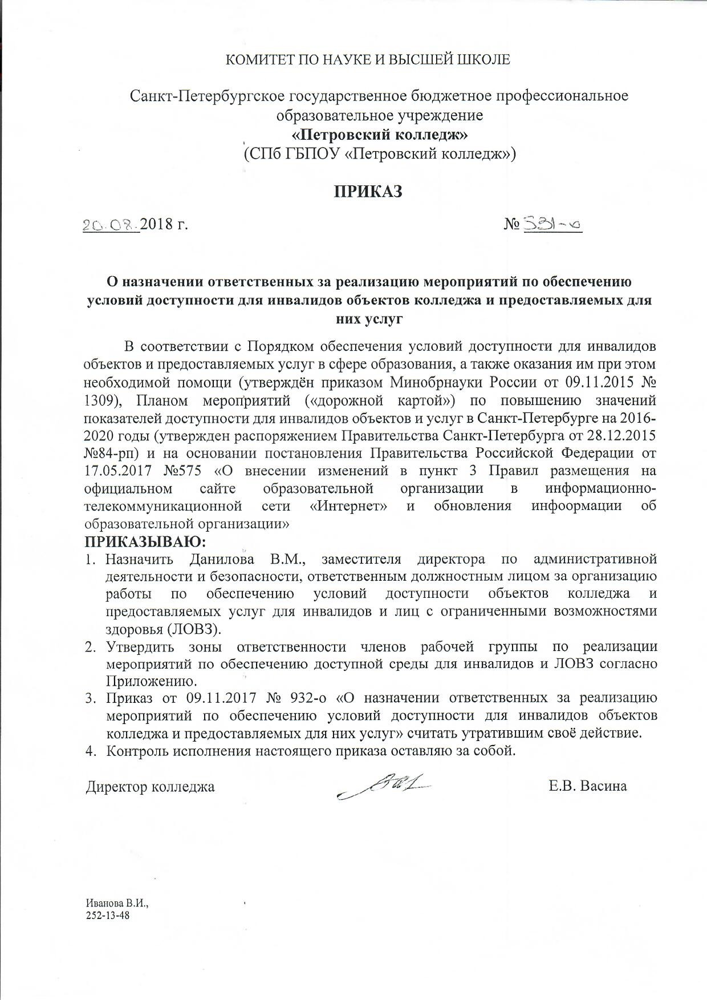 КОМИТЕТ ПО НАУКЕ И ВЫСШЕЙ ШКОЛЕ
Санкт-Петербургское государственное бюджетное профессиональное
образовательное учреждение
«Петровский колледж»
(СПб ГБПОУ «Петровский колледж»)
ПРИКАЗ
20.08.2018 г. № 531-о
О назначении ответственных за реализацию мероприятий по обеспечению
условий доступности для инвалидов объектов колледжа и предоставляемых для
них услуг
В соответствии с Порядком обеспечения условий доступности для инвалидов
объектов и предоставляемых услуг в сфере образования, а также оказания им при этом
необходимой помощи (утверждён приказом Минобрнауки России от 09.11.2015 №
1309), Планом мероприятий («дорожной картой») по повышению значений
показателей доступности для инвалидов объектов и услуг в Санкт-Петербурге на 2016-
2020 годы (утвержден распоряжением Правительства Санкт-Петербурга от 28.12.2015
№84-рп) и на основании постановления Правительства Российской Федерации от
17.05.2017 №575 «О внесении изменений в пункт 3 Правил размещения на
официальном сайте образовательной организации в информационно-
телекоммуникационной сети «Интернет» и обновления инфоормации об
образовательной организации»
ПРИКАЗЫВАЮ:
1. Назначить Данилова В.М., заместителя директора по административной
деятельности и безопасности, ответственным должностным лицом за организацию
работы по обеспечению условий доступности объектов колледжа и
предоставляемых услуг для инвалидов и лиц с ограниченными возможностями
здоровья (ЛОВЗ).
2. Утвердить зоны ответственности членов рабочей группы по реализации
мероприятий по обеспечению доступной среды для инвалидов и ЛОВЗ согласно
Приложению.
3. Приказ от 09.11.2017 № 932-о «О назначении ответственных за реализацию
мероприятий по обеспечению условий доступности для инвалидов объектов
колледжа и предоставляемых для них услуг» считать утратившим своё действие.
4. Контроль исполнения настоящего приказа оставляю за собой.
Директор колледжа Е.В. Васина
Иванова В.И.,
252-13-48